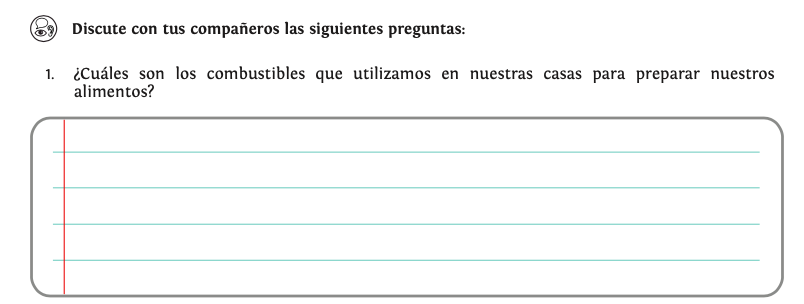 Discute con tus compañeros las siguientes preguntas:
1. ¿Cuáles son los combustibles que utilizamos en nuestras casas para preparar nuestros
alimentos?